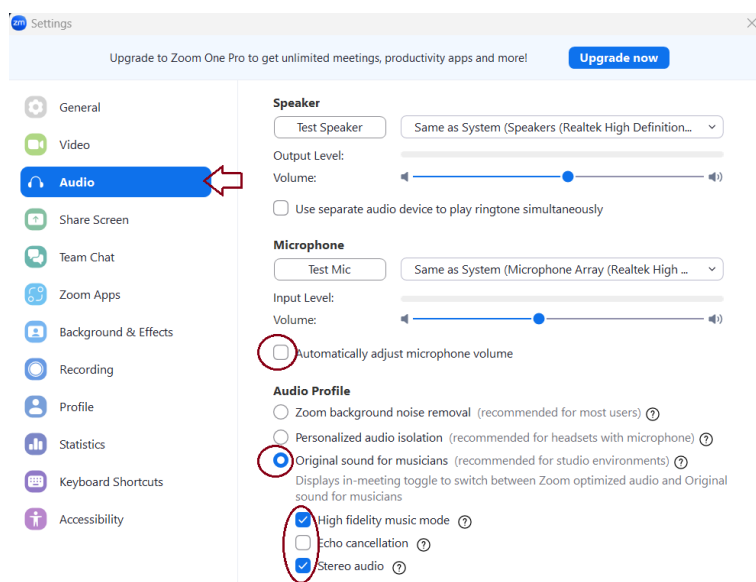 zm Settings
Upgrade to Zoom One Pro to get unlimited meetings, productivity apps and more! Upgrade now
General
Video
Audio
Share Screen
Team Chat
Zoom Apps
Background & Effects
Recording
Profile
Statistics
Keyboard Shortcuts
Accessibility
Speaker
Test Speaker Same as System (Speakers (Realtek High Definition...
Output Level:
Volume:
Use separate audio device to play ringtone simultaneously
Microphone
Test Mic Same as System (Microphone Array (Realtek High ...
Input Level:
Volume:
Automatically adjust microphone volume
Audio Profile
Zoom background noise removal (recommended for most users) ?
Personalized audio isolation (recommended for headsets with microphone) ?
Original sound for musicians (recommended for studio environments) ?
Displays in-meeting toggle to switch between Zoom optimized audio and Original
sound for musicians
High fidelity music mode ?
Echo cancellation ?
Stereo audio ?